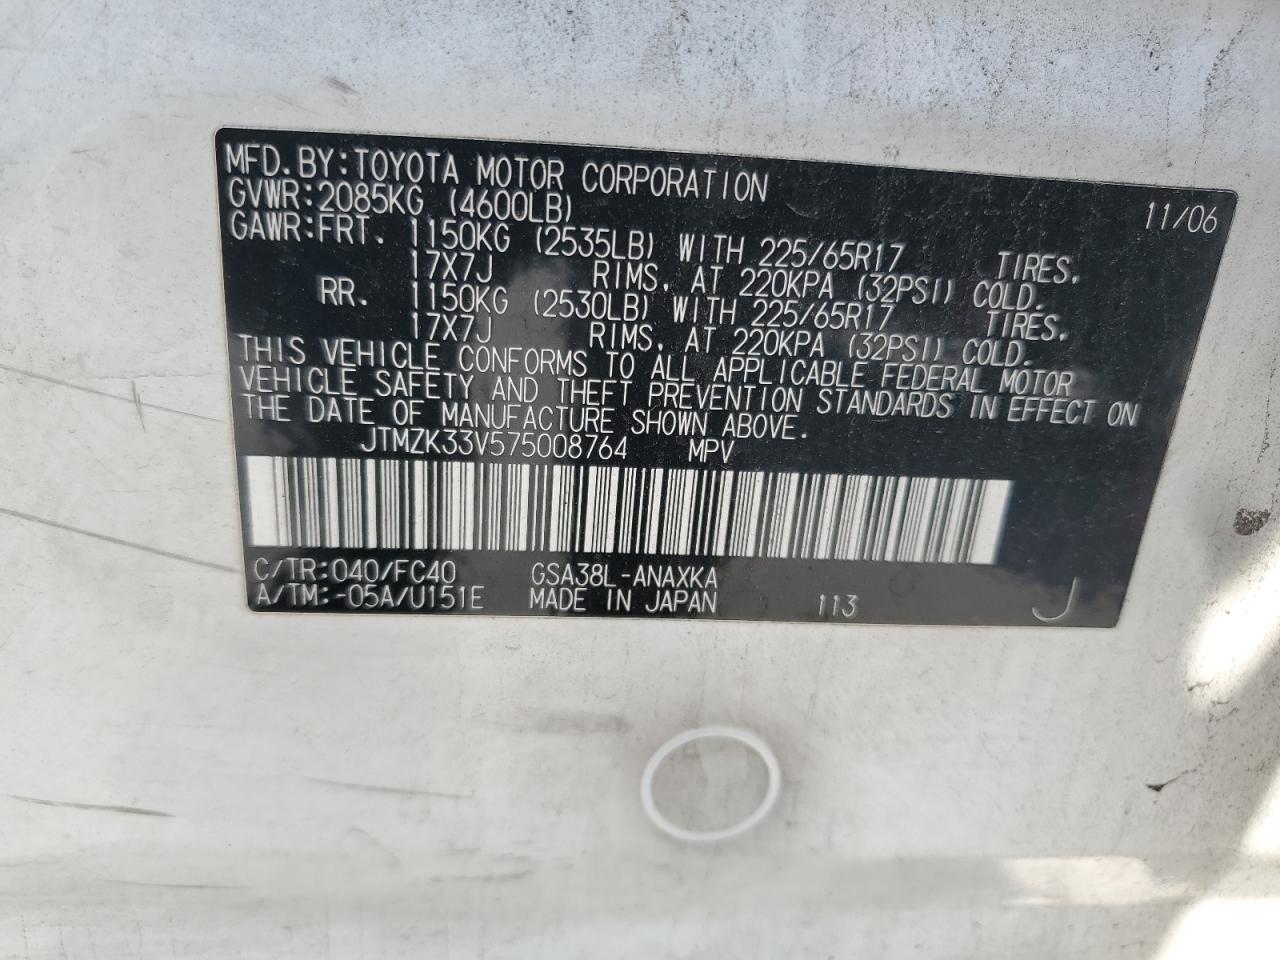 MFD. BY: TOYOTA MOTOR CORPORATION 11/06
GVWR: 2085KG (4600LB)
GAWR: FRT. 1150KG (2535LB) WITH 225/65R17 TIRES,
17X7J RIMS, AT 220KPA (32PSI) COLD.
RR. 1150KG (2530LB) WITH 225/65R17 TIRES,
17X7J RIMS, AT 220KPA (32PSI) COLD.
THIS VEHICLE CONFORMS TO ALL APPLICABLE FEDERAL MOTOR
VEHICLE SAFETY AND THEFT PREVENTION STANDARDS IN EFFECT ON
THE DATE OF MANUFACTURE SHOWN ABOVE.
JTMZK33V575008764 MPV
C/TR: 040/FC40 GSA38L-ANAXKA
A/TM: -05A/U151E MADE IN JAPAN 113 J